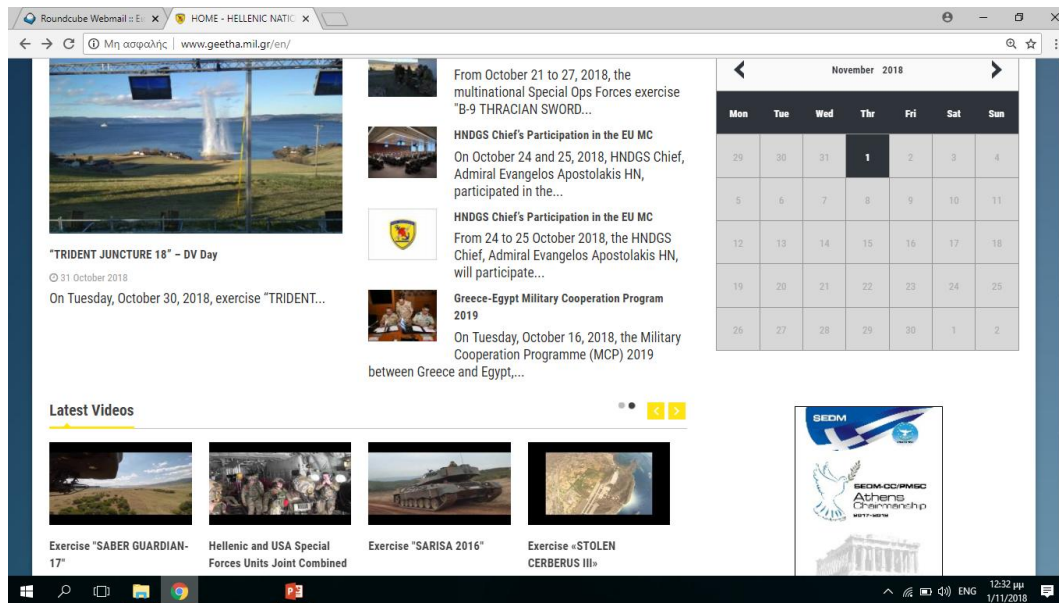 Roundcube Webmail :: E
HOME - HELLENIC NATIO
Μη ασφαλής | www.geetha.mil.gr/en/
"TRIDENT JUNCTURE 18" – DV Day
31 October 2018
On Tuesday, October 30, 2018, exercise "TRIDENT...
From October 21 to 27, 2018, the
multinational Special Ops Forces exercise
"B-9 THRACIAN SWORD...
HNDGS Chief's Participation in the EU MC
On October 24 and 25, 2018, HNDGS Chief,
Admiral Evangelos Apostolakis HN,
participated in the...
HNDGS Chief's Participation in the EU MC
From 24 to 25 October 2018, the HNDGS
Chief, Admiral Evangelos Apostolakis HN,
will participate...
Greece-Egypt Military Cooperation Program
2019
On Tuesday, October 16, 2018, the Military
Cooperation Programme (MCP) 2019
between Greece and Egypt,...
November 2018
Mon Tue Wed Thr Fri Sat Sun
29 30 31 1 2 3 4
5 6 7 8 9 10 11
12 13 14 15 16 17 18
19 20 21 22 23 24 25
26 27 28 29 30 1 2
Latest Videos
Exercise "SABER GUARDIAN-
17"
Hellenic and USA Special
Forces Units Joint Combined
Exercise "SARISA 2016"
Exercise «STOLEN
CERBERUS III»
SEDM
SEDM-CC/PMSC
Athens
Chairmanship
2017-2019
ENG
12:32 μμ
1/11/2018